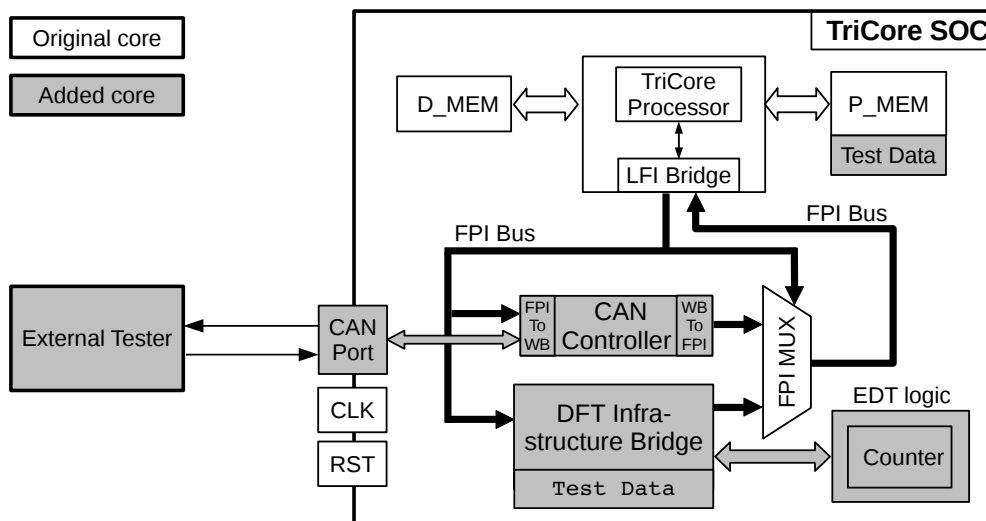 Original core
Added core
TriCore SOC
D_MEM
TriCore
Processor
LFI Bridge
P_MEM
Test Data
FPI Bus
FPI Bus
External Tester
CAN
Port
CLK
RST
FPI
To
WB
CAN
Controller
WB
To
FPI
FPI MUX
DFT Infra-
structure Bridge
Test Data
EDT logic
Counter